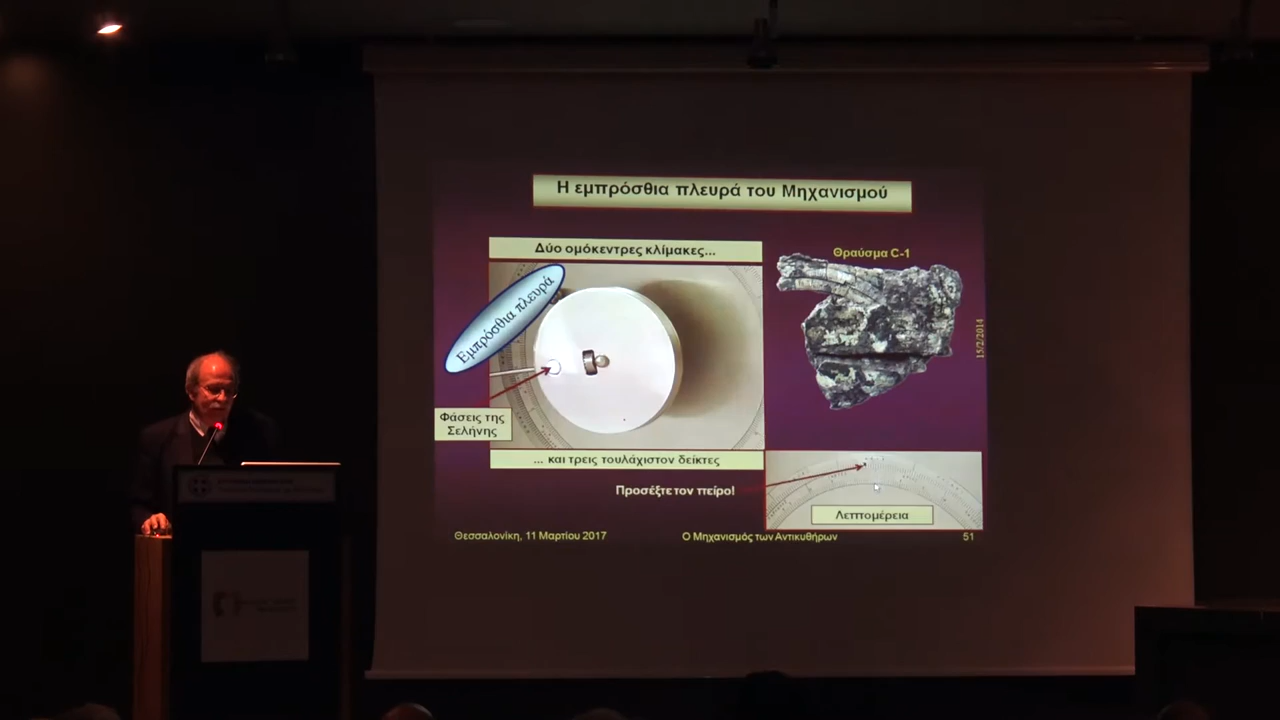 Η εμπρόσθια πλευρά του Μηχανισμού
Δύο ομόκεντρες κλίμακες...
Εμπρόσθια πλευρά
Φάσεις της
Σελήνης
... και τρεις τουλάχιστον δείκτες
Θραύσμα C-1
15/2/2014
Προσέξτε τον πείρο!
Λεπτομέρεια
Θεσσαλονίκη, 11 Μαρτίου 2017
Ο Μηχανισμός των Αντικυθήρων
51